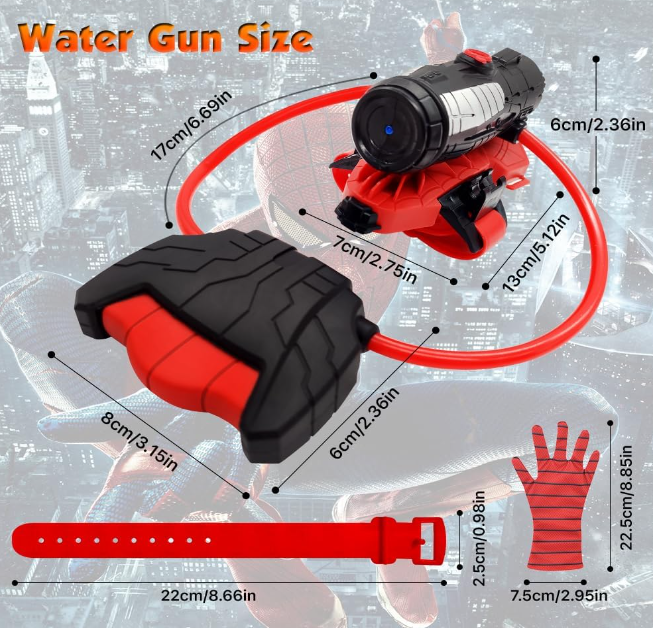 Water Gun Size
17cm/6.69in
6cm/2.36in
7cm/2.75in
13cm/5.12in
8cm/3.15in
6cm/2.36in
22.5cm/8.85in
2.5cm/0.98in
22cm/8.66in
7.5cm/2.95in